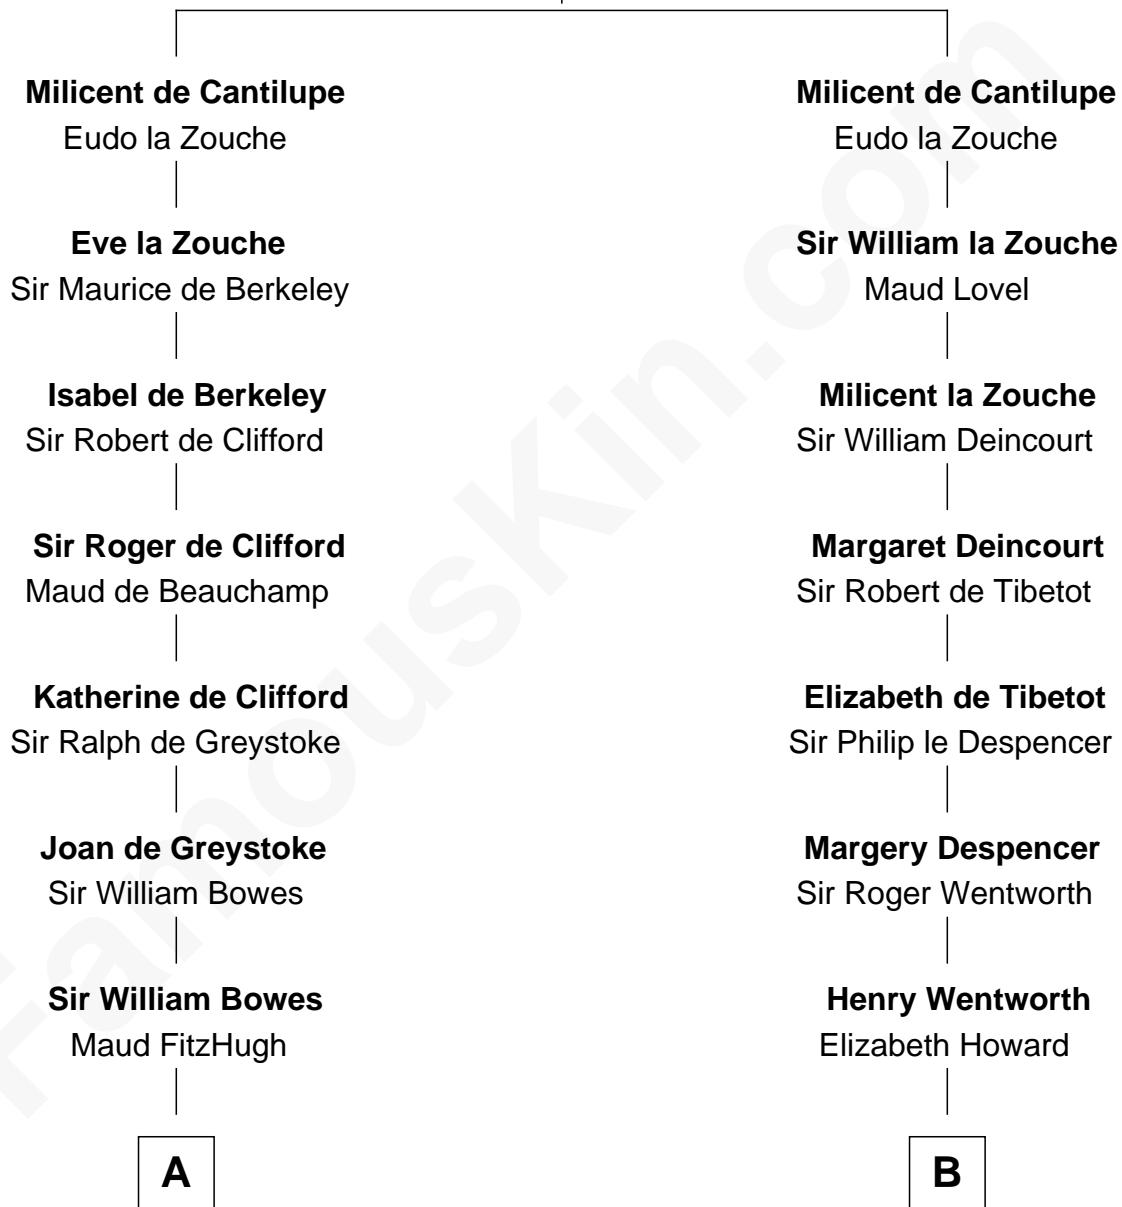 Milicent de Cantilupe
Eudo la Zouche
Eve la Zouche
Sir Maurice de Berkeley
Isabel de Berkeley
Sir Robert de Clifford
Sir Roger de Clifford
Maud de Beauchamp
Katherine de Clifford
Sir Ralph de Greystoke
Joan de Greystoke
Sir William Bowes
Sir William Bowes
Maud FitzHugh
A
Milicent de Cantilupe
Eudo la Zouche
Sir William la Zouche
Maud Lovel
Milicent la Zouche
Sir William Deincourt
Margaret Deincourt
Sir Robert de Tibetot
Elizabeth de Tibetot
Sir Philip le Despencer
Margery Despencer
Sir Roger Wentworth
Henry Wentworth
Elizabeth Howard
B
FamousKin.com